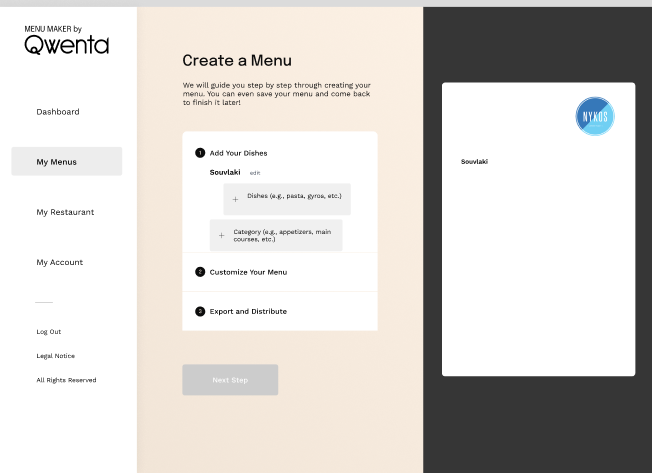 MENU MAKER by
Qwenta
Dashboard
My Menus
My Restaurant
My Account
Log Out
Legal Notice
All Rights Reserved
Create a Menu
We will guide you step by step through creating your
menu. You can even save your menu and come back
to finish it later!
1 Add Your Dishes
Souvlaki edit
+ Dishes (e.g., pasta, gyros, etc.)
+ Category (e.g., appetizers, main
courses, etc.)
2 Customize Your Menu
3 Export and Distribute
Next Step
NYKOS
Souvlaki